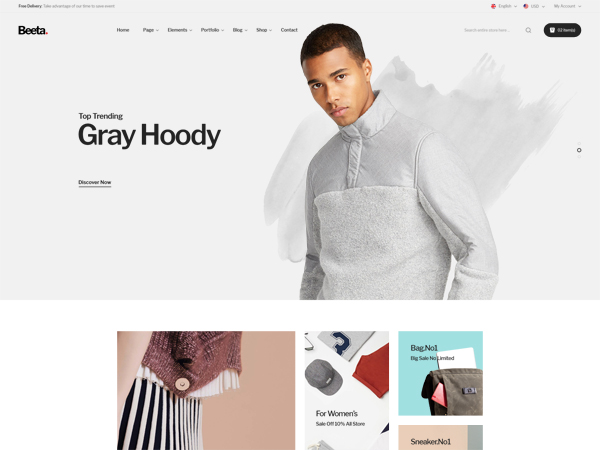 Free Delivery: Take advantage of our time to save event
English
USD
My Account
Beeta.
Home
Page
Elements
Portfolio
Blog
Shop
Contact
Search entire store here...
Top Trending
Gray Hoody
Discover Now
For Women's
Sale Off 10% All Store
Bag.No1
Big Sale No Limited
Sneaker.No1